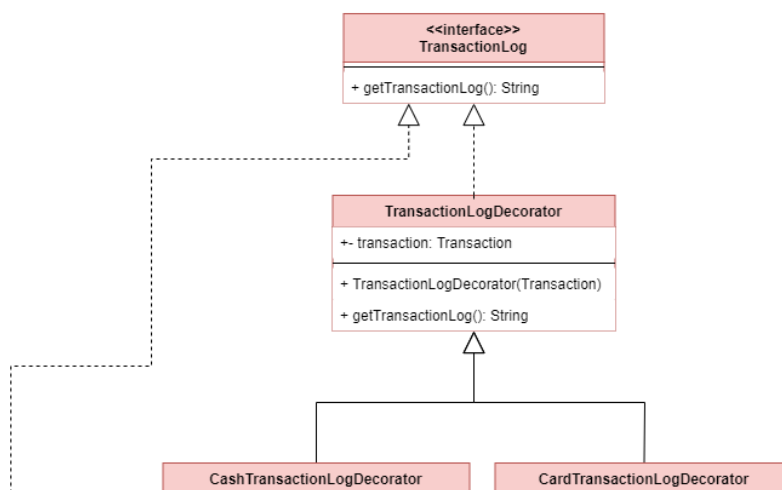 <<interface>>
TransactionLog
+ getTransactionLog(): String
TransactionLogDecorator
+- transaction: Transaction
+ TransactionLogDecorator(Transaction)
+ getTransactionLog(): String
CashTransactionLogDecorator
CardTransactionLogDecorator